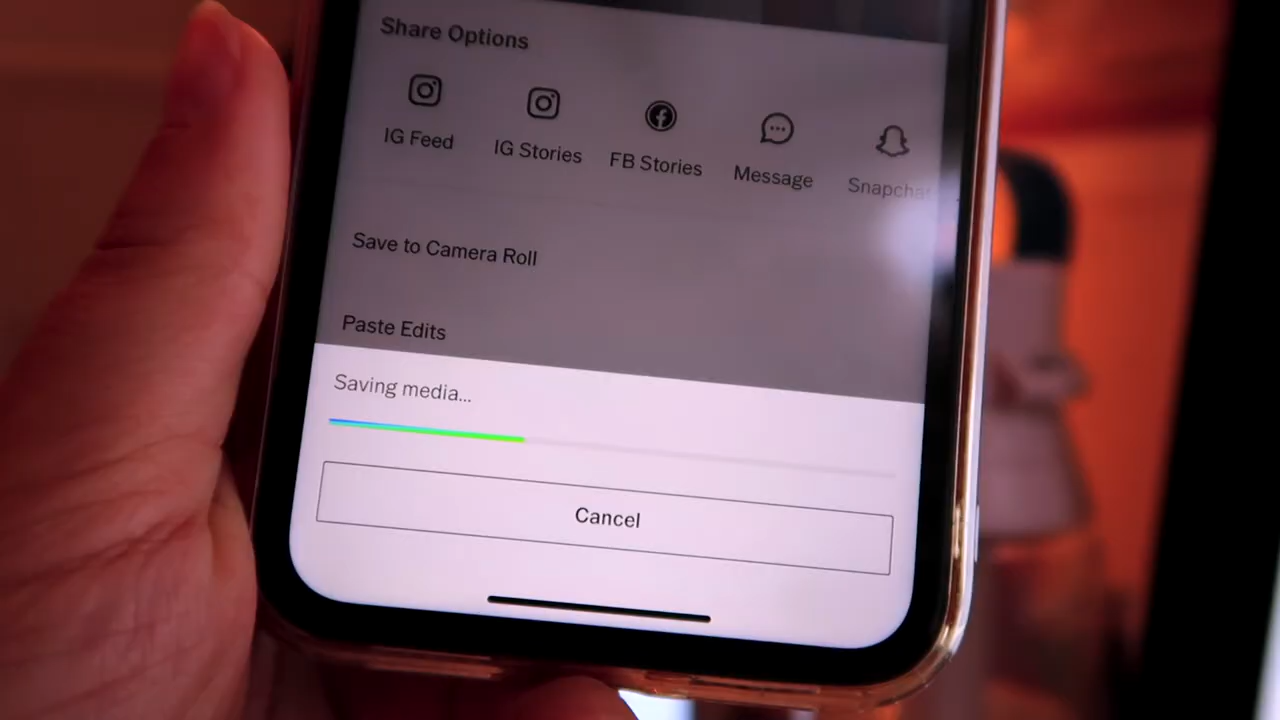 Share Options
IG Feed
IG Stories
FB Stories
Message
Snapchat
Save to Camera Roll
Paste Edits
Saving media...
Cancel